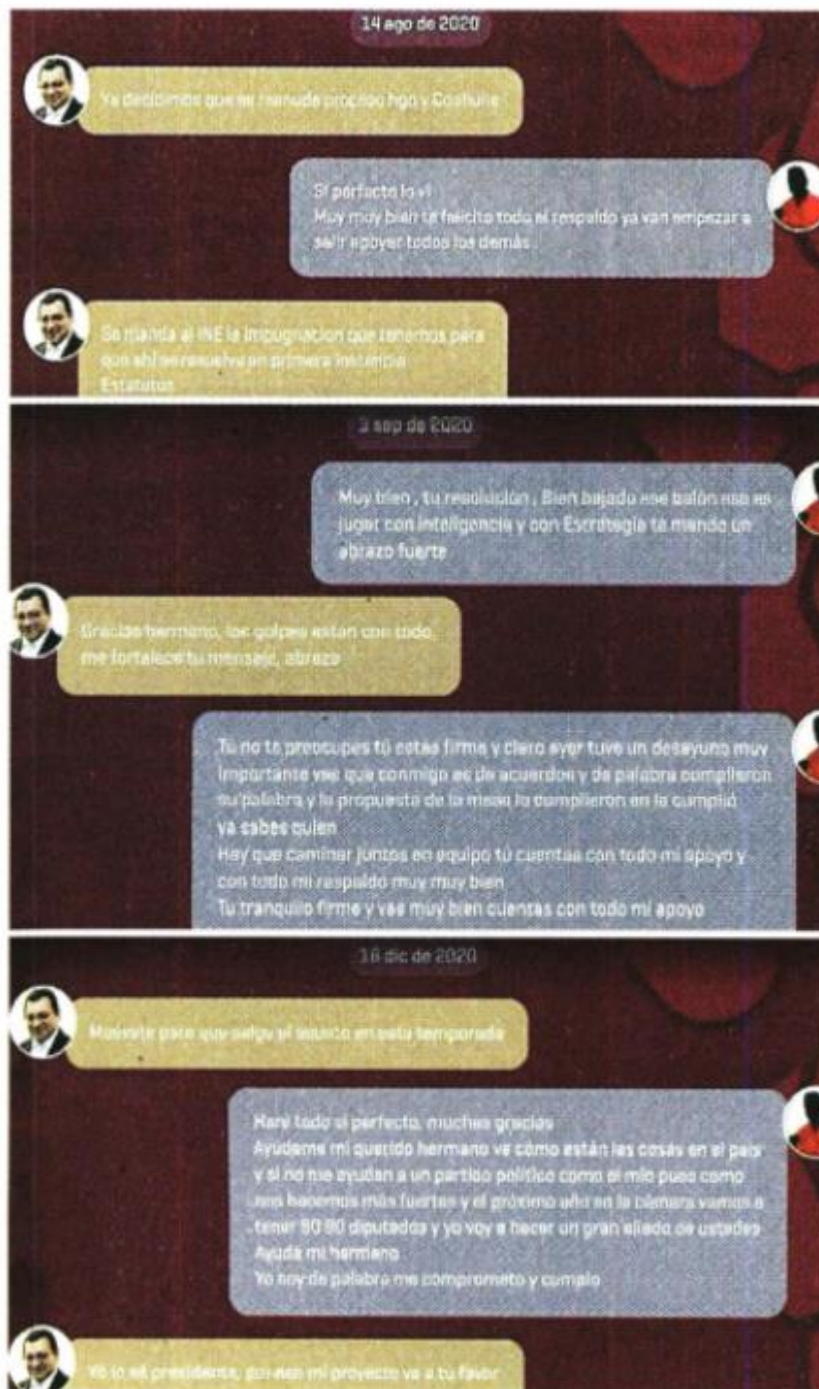 14 ago de 2020
Ya decidimos que se reanude proceso hgo y Coahuila
Si perfecto lo vi
Muy muy bien te felicito todo el respaldo ya van empezar a
salir apoyar todos los demás .
Se manda al INE la impugnacion que tenemos para
que ahí se resuelva en primera instancia
Estatutos
3 sep de 2020
Muy bien , tu resolución , Bien bajado ese balón eso es
jugar con inteligencia y con Estrategia te mando un
abrazo fuerte
Gracias hermano, los golpes están con todo,
me fortalece tu mensaje, abrazo
Tú no te preocupes tú estás firme y claro ayer tuve un desayuno muy
importante vas que conmigo es de acuerdos y de palabra cumplieron
su palabra y la propuesta de la mesa la cumplieron en la cumplió
ya sabes quien
Hay que caminar juntos en equipo tú cuentas con todo mi apoyo y
con todo mi respaldo muy muy bien
Tu tranquilo firme y vas muy bien cuentas con todo mi apoyo
16 dic de 2020
para que salga el asunto en esta temporada
Hare todo si perfecto, muchas gracias
Ayúdame mi querido hermano ve cómo están las cosas en el país
y si no me ayudan a un partido político como el mío pues como
nos hacemos más fuertes y el próximo año en la cámara vamos a
tener diputados y yo voy a hacer un gran aliado de ustedes
Ayuda mi hermano
Yo soy de palabra me comprometo y cumplo
Yo lo sé presidente, mi proyecto va a tu favor